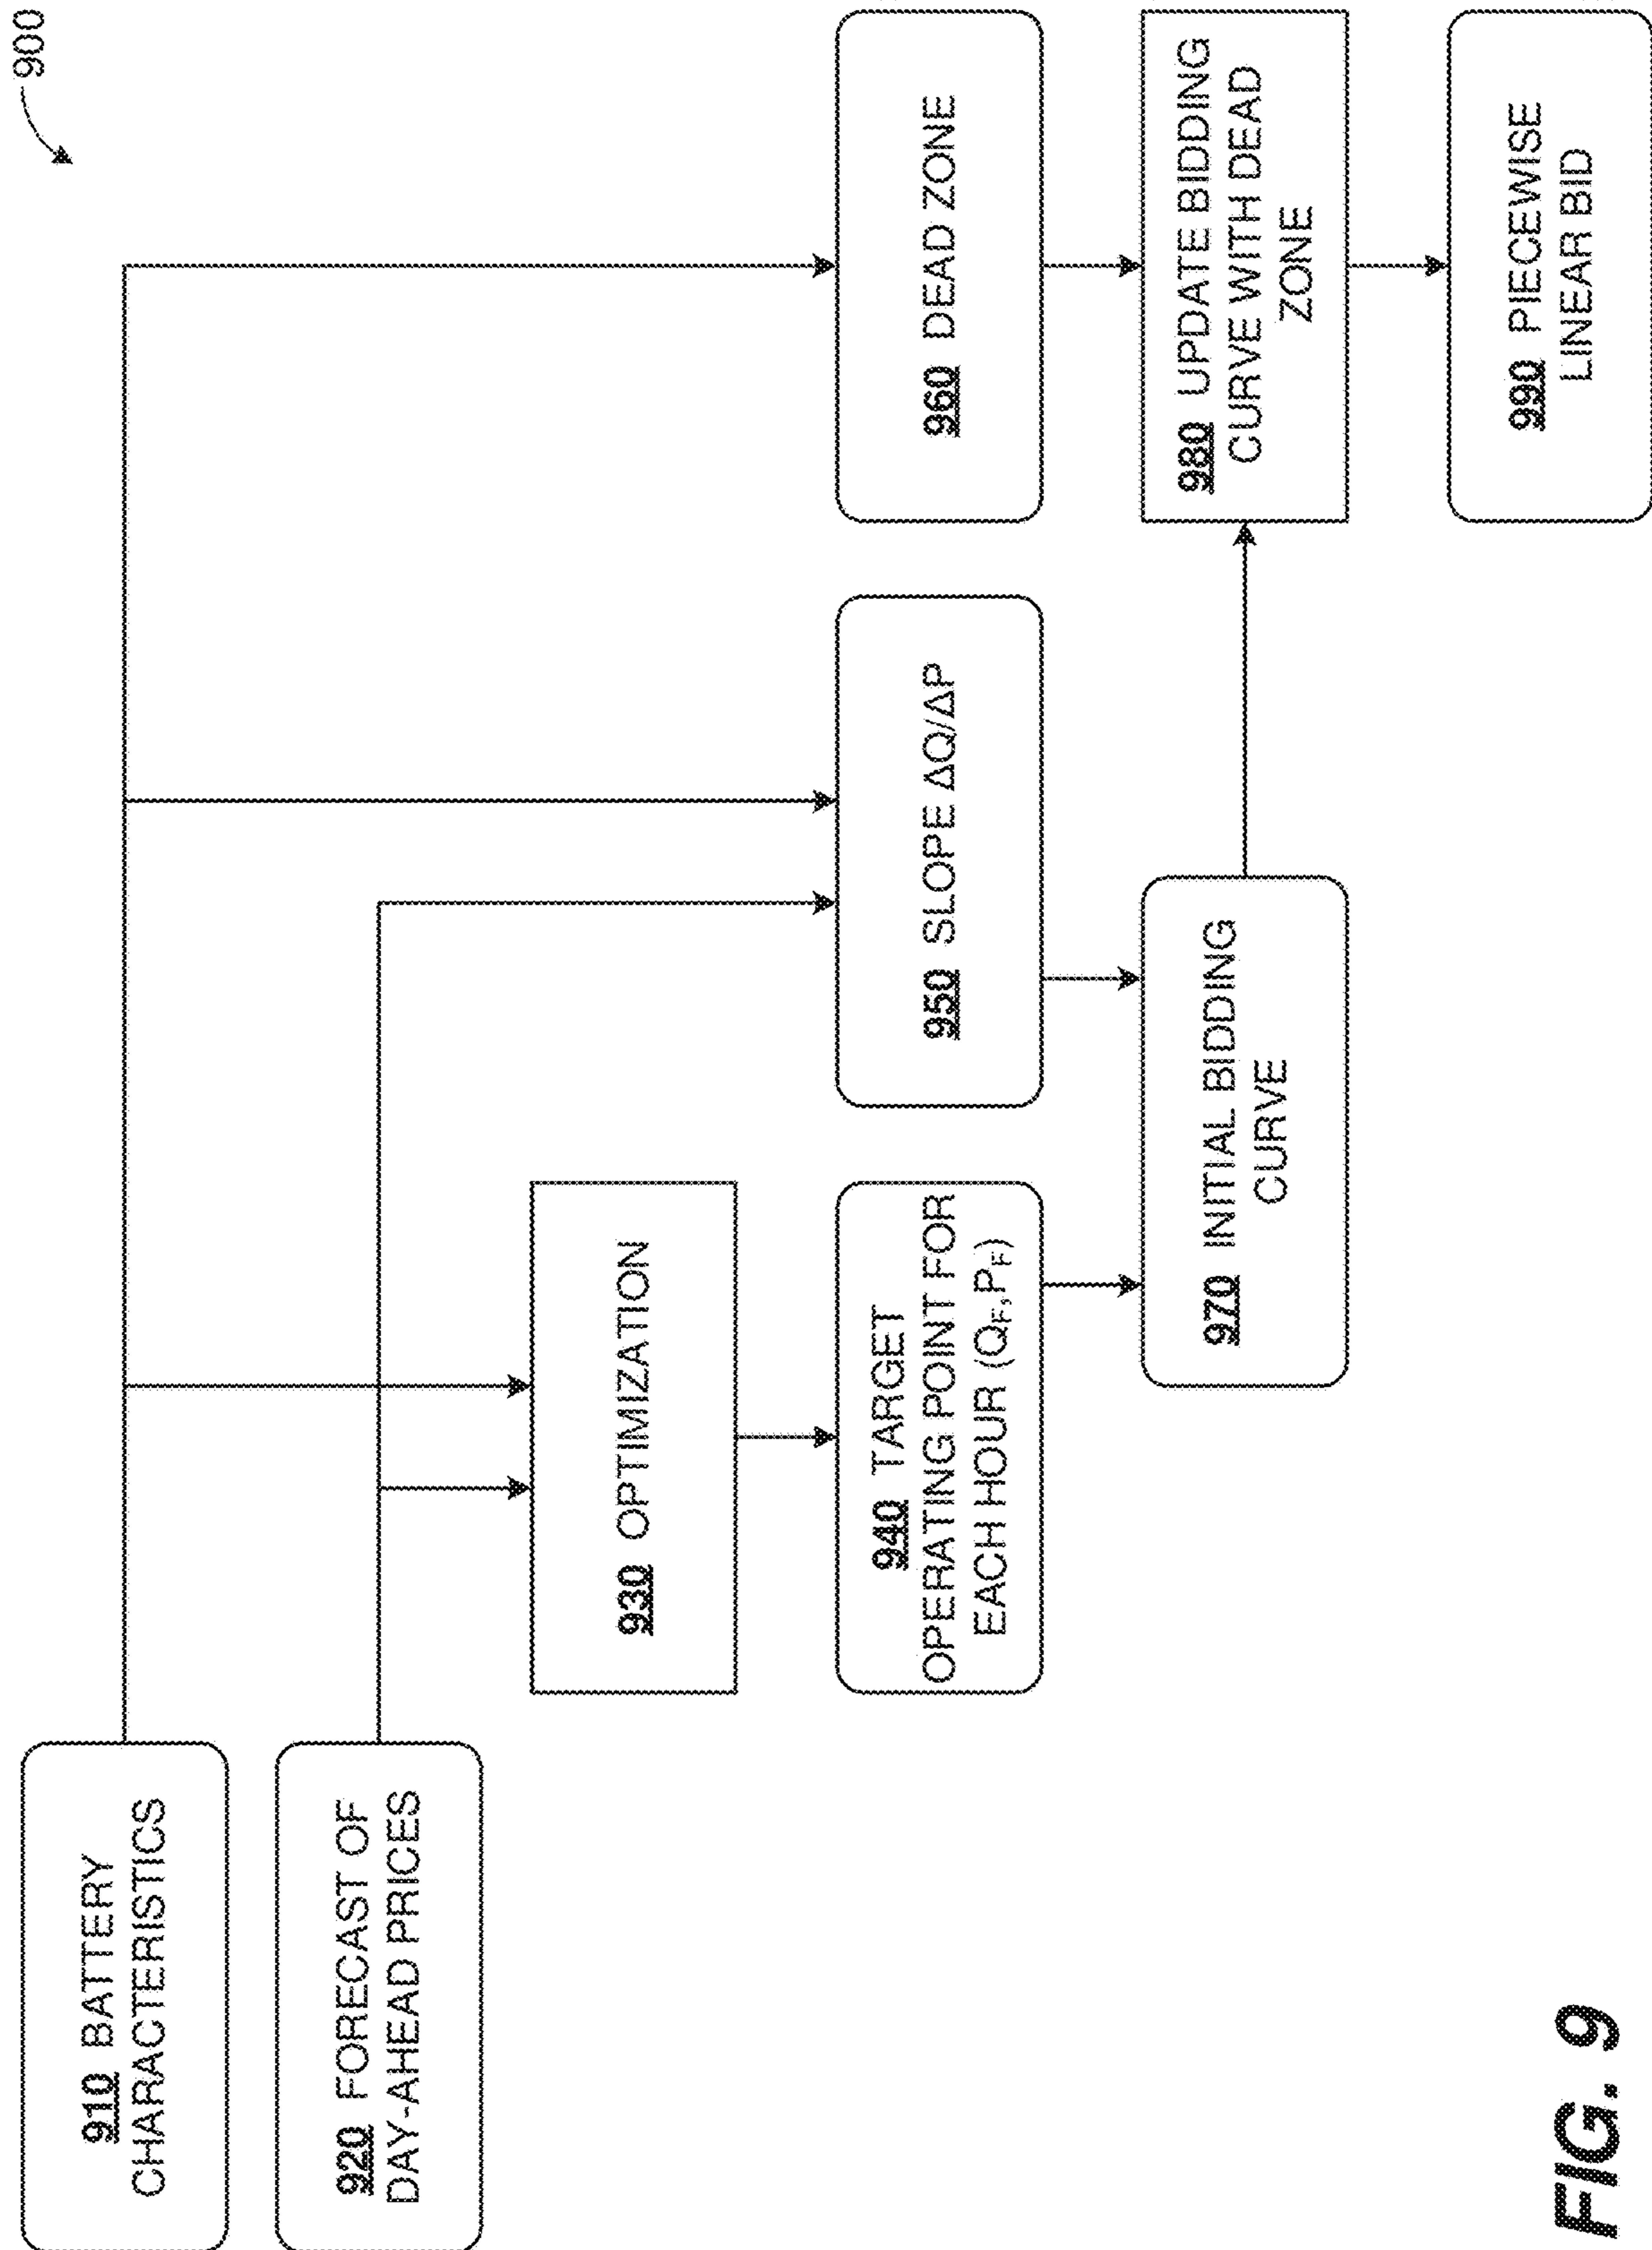 900
910 BATTERY
CHARACTERISTICS
920 FORECAST OF
DAY-AHEAD PRICES
930 OPTIMIZATION
940 TARGET
OPERATING POINT FOR
EACH HOUR (QF,PF)
950 SLOPE ΔQ/ΔP
960 DEAD ZONE
970 INITIAL BIDDING
CURVE
980 UPDATE BIDDING
CURVE WITH DEAD
ZONE
990 PIECEWISE
LINEAR BID
FIG. 9